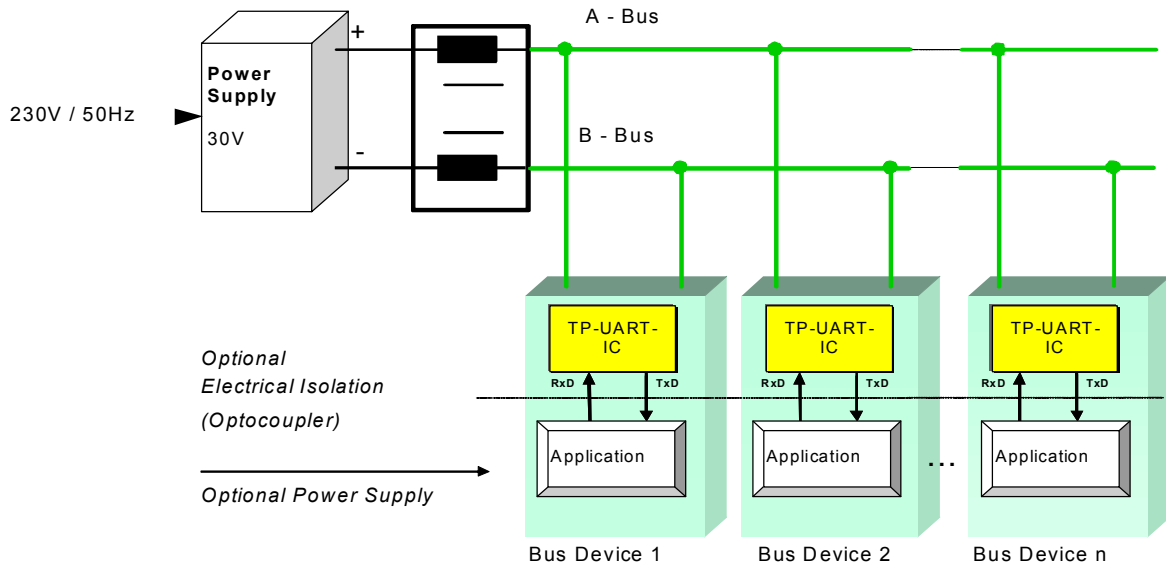 A - Bus
+
Power
Supply
230V / 50Hz
30V
B - Bus
-
TP-UART-
IC
TP-UART-
IC
TP-UART-
IC
Optional
Electrical Isolation
(Optocoupler)
RxD TxD
RxD TxD
RxD TxD
Application
Application
...
Application
Optional Power Supply
Bus Device 1
Bus Device 2
Bus Device n